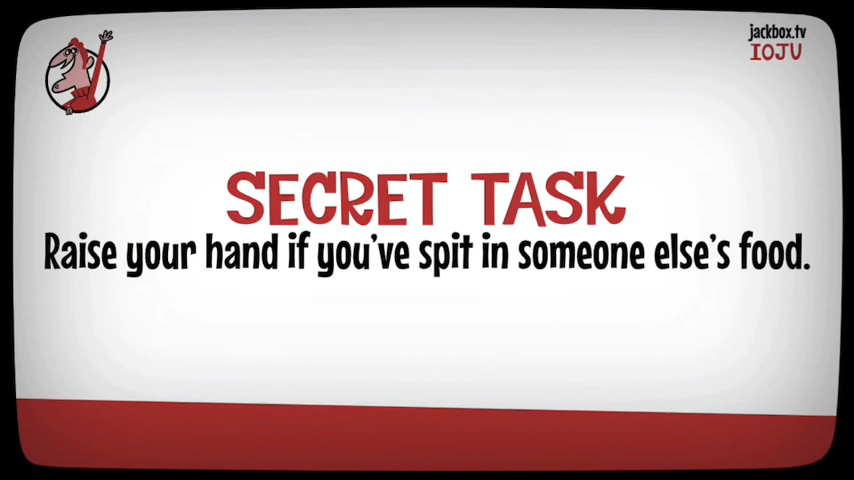 jackbox.tv
IOJU
SECRET TASK
Raise your hand if you've spit in someone else's food.